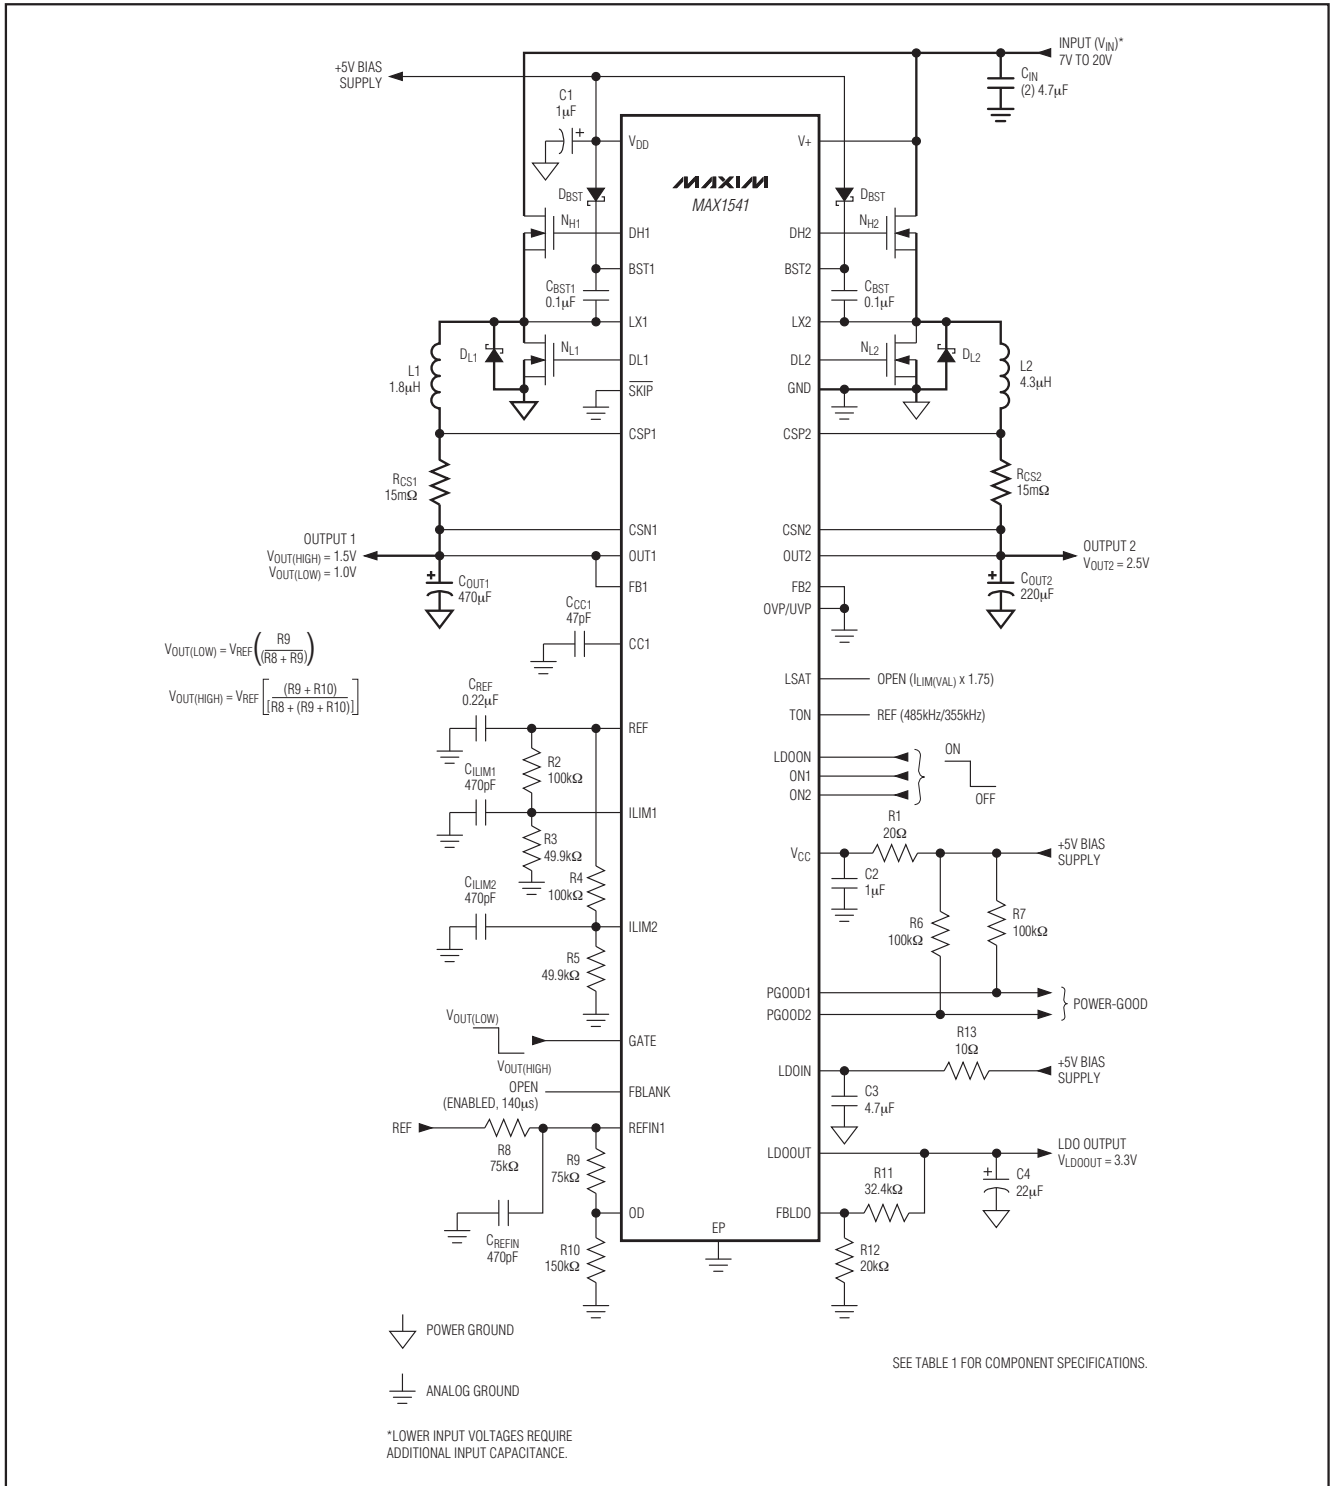 INPUT (VIN)*
7V TO 20V
+5V BIAS
SUPPLY
CIN
(2) 4.7µF
C1
1µF
VDD
V+
MAXIM
MAX1541
DBST
DBST
NH1
NH2
DH1
DH2
BST1
BST2
CBST1
0.1µF
CBST
0.1µF
LX1
LX2
DL1
NL1
NL2
DL2
DL1
DL2
L1
1.8µH
L2
4.3µH
SKIP
GND
CSP1
CSP2
RCS1
15mΩ
RCS2
15mΩ
CSN1
CSN2
OUTPUT 1
VOUT(HIGH) = 1.5V
VOUT(LOW) = 1.0V
OUT1
OUT2
OUTPUT 2
VOUT2 = 2.5V
COUT1
470µF
COUT2
220µF
FB1
FB2
OVP/UVP
CCC1
47pF
CC1
VOUT(LOW) = VREF ( R9 / (R8 + R9) )
VOUT(HIGH) = VREF [ (R9 + R10) / [R8 + (R9 + R10)] ]
LSAT
OPEN (ILIM(VAL) x 1.75)
CREF
0.22µF
TON
REF (485kHz/355kHz)
REF
R2
100kΩ
LDOON
ON1
ON2
ON
OFF
CILIM1
470pF
ILIM1
R3
49.9kΩ
R1
20Ω
VCC
+5V BIAS
SUPPLY
C2
1µF
R4
100kΩ
CILIM2
470pF
ILIM2
R6
100kΩ
R7
100kΩ
R5
49.9kΩ
PGOOD1
PGOOD2
POWER-GOOD
VOUT(LOW)
VOUT(HIGH)
GATE
R13
10Ω
LDOIN
+5V BIAS
SUPPLY
OPEN
(ENABLED, 140µs)
FBLANK
C3
4.7µF
REF
R8
75kΩ
REFIN1
R9
75kΩ
LDOOUT
LDO OUTPUT
VLDOOUT = 3.3V
R11
32.4kΩ
C4
22µF
CREFIN
470pF
OD
FBLDO
R10
150kΩ
EP
R12
20kΩ
POWER GROUND
ANALOG GROUND
SEE TABLE 1 FOR COMPONENT SPECIFICATIONS.
*LOWER INPUT VOLTAGES REQUIRE
ADDITIONAL INPUT CAPACITANCE.